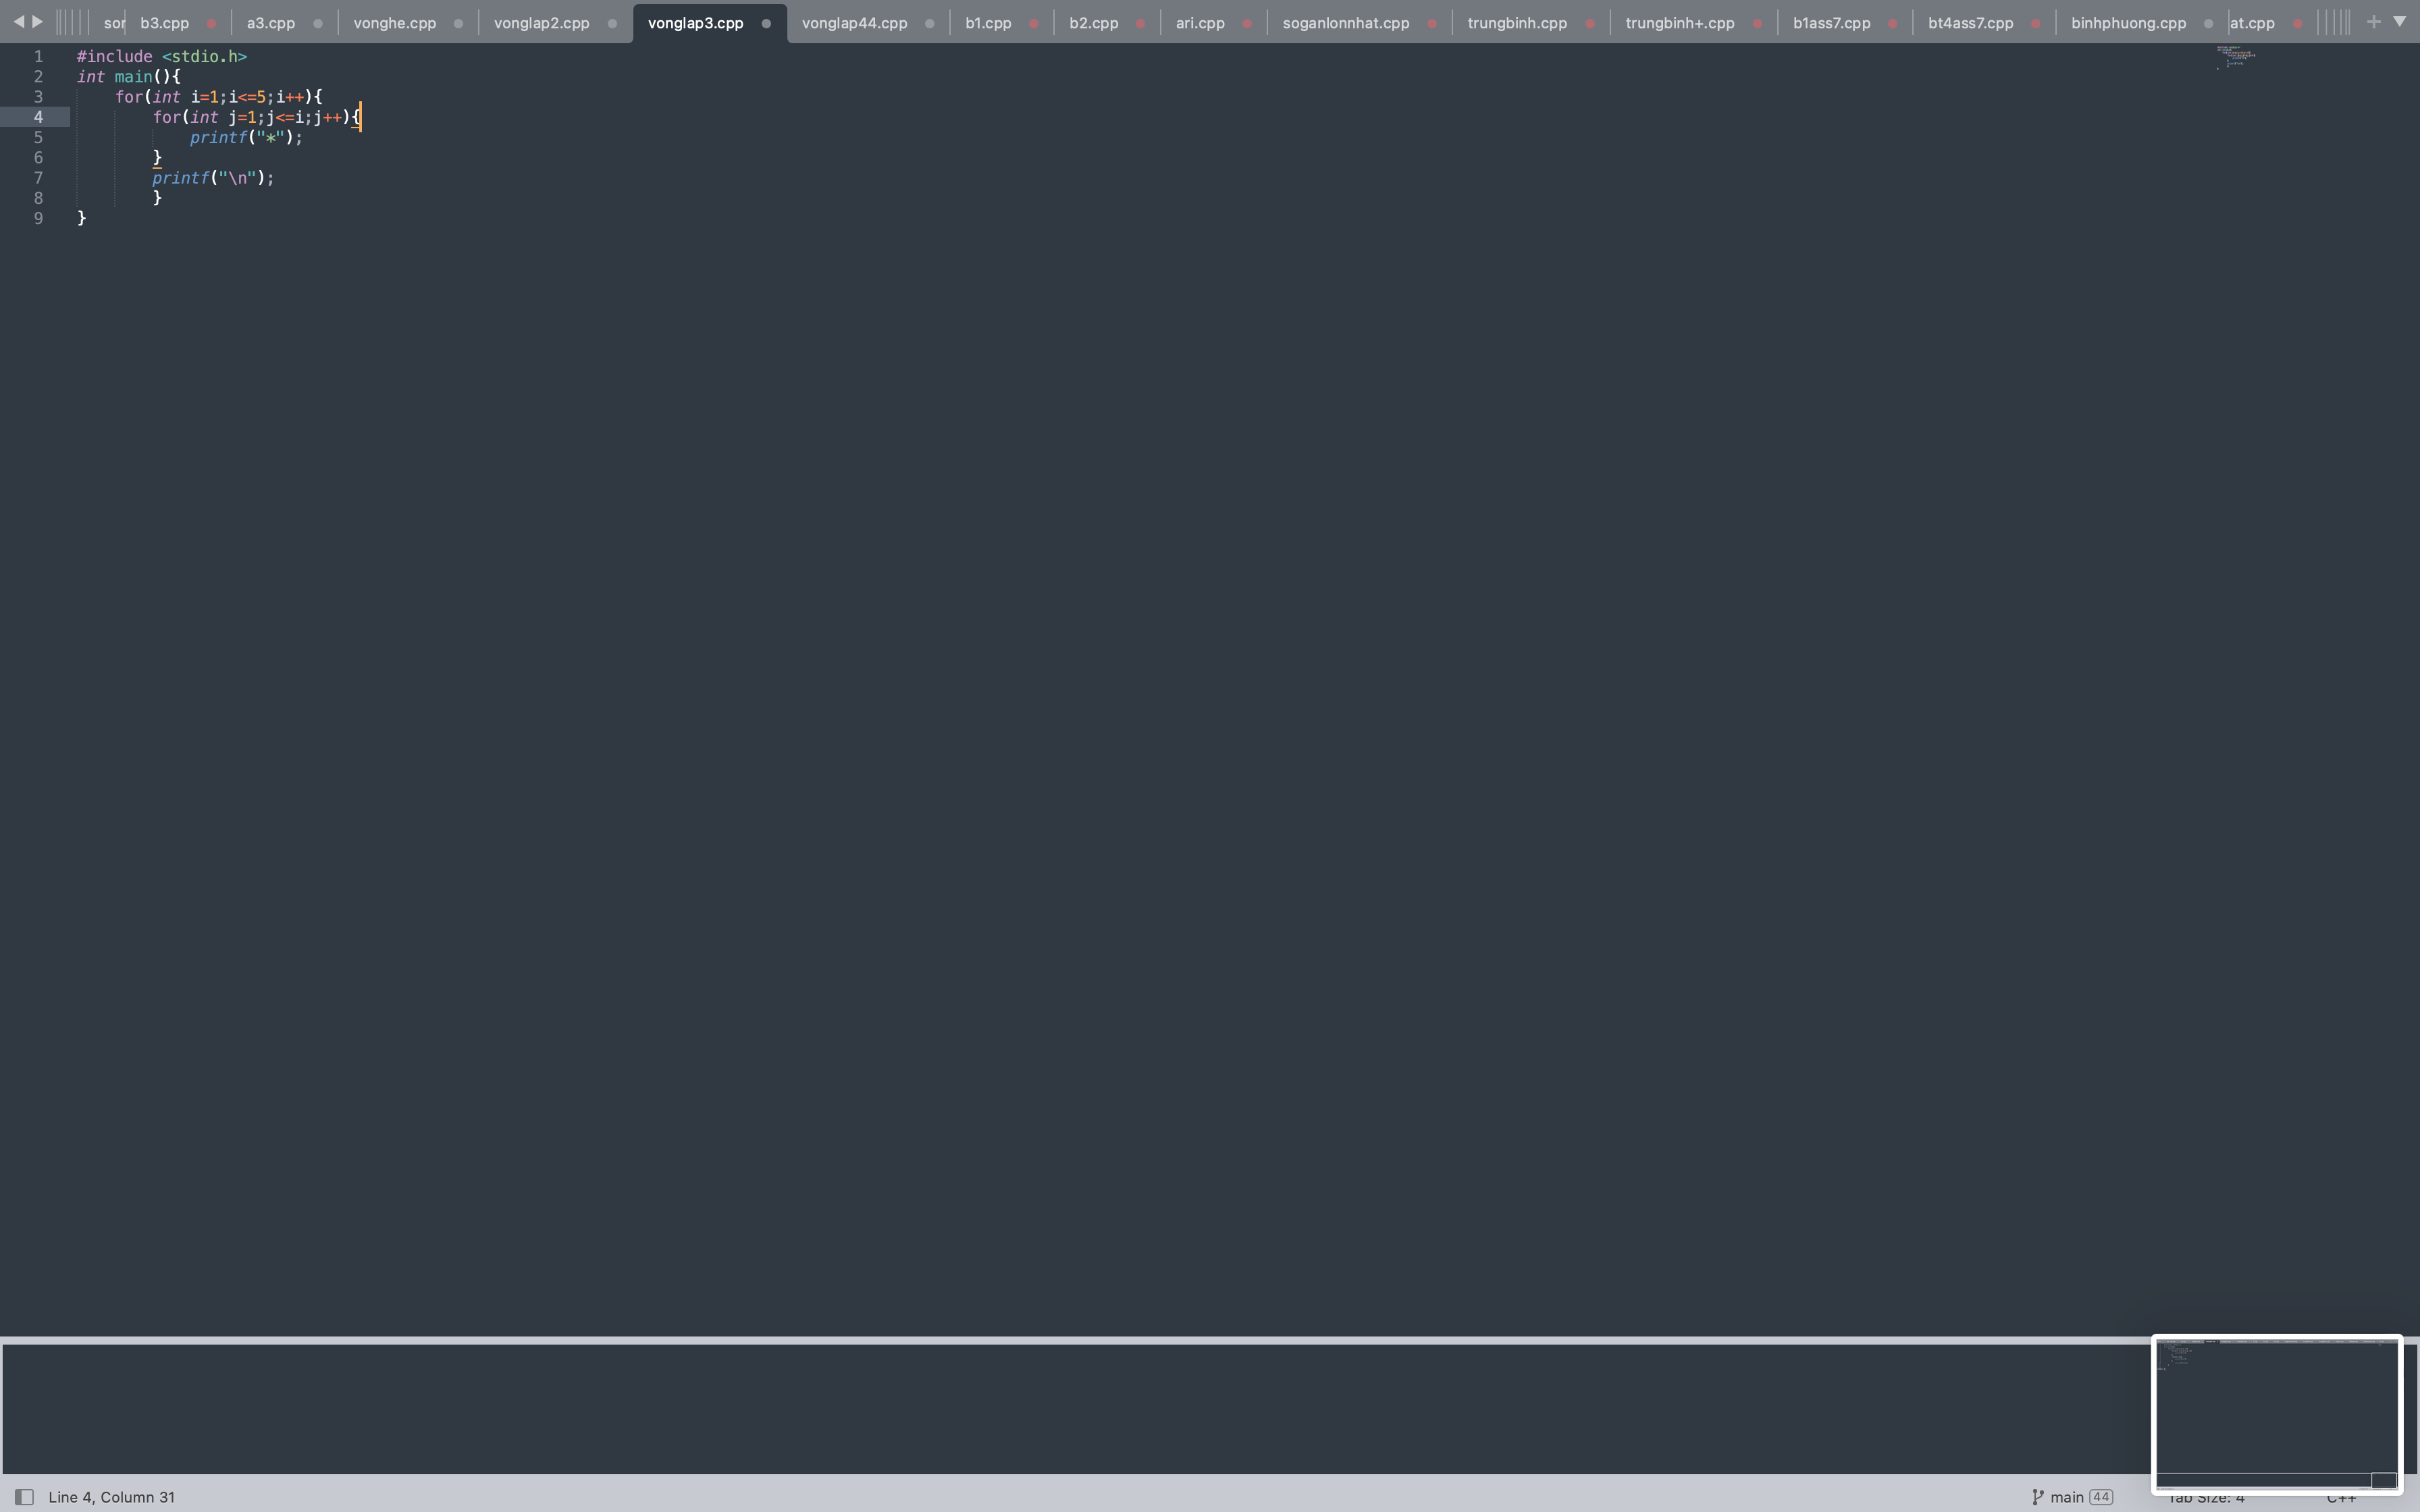 b3.cpp a3.cpp vonghe.cpp vonglap2.cpp vonglap3.cpp vonglap44.cpp b1.cpp b2.cpp ari.cpp soganlonnhat.cpp trungbinh.cpp trungbinh+.cpp b1ass7.cpp bt4ass7.cpp binhphuong.cpp at.cpp
1 #include <stdio.h>
2 int main(){
3 for(int i=1;i<=5;i++){
4 for(int j=1;j<=i;j++){
5 printf("*");
6 }
7 printf("\n");
8 }
9 }
Line 4, Column 31 main 44 Tab Size: 4 C++